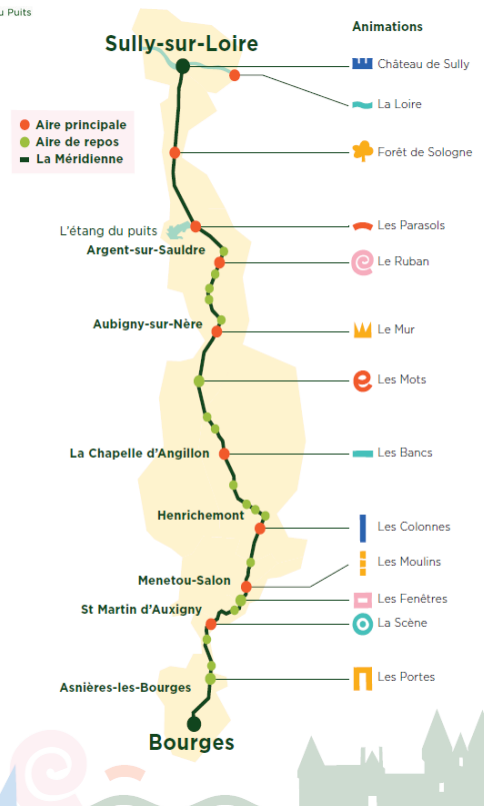 u Puits
Animations
Sully-sur-Loire
Château de Sully
La Loire
Aire principale
Aire de repos
La Méridienne
Forêt de Sologne
L'étang du puits
Les Parasols
Argent-sur-Sauldre
Le Ruban
Aubigny-sur-Nère
Le Mur
Les Mots
La Chapelle d'Angillon
Les Bancs
Henrichemont
Les Colonnes
Les Moulins
Menetou-Salon
Les Fenêtres
St Martin d'Auxigny
La Scène
Les Portes
Asnières-les-Bourges
Bourges